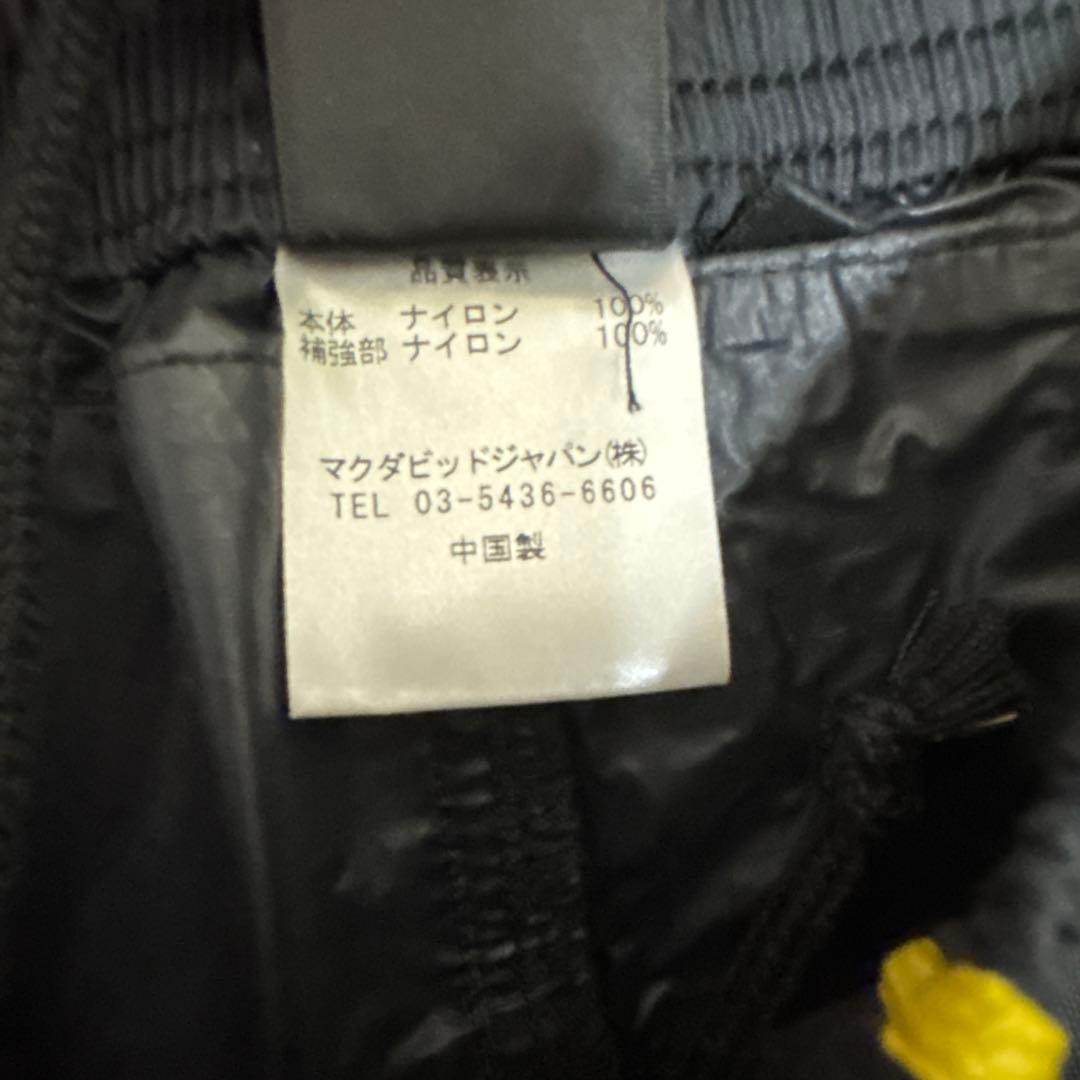 品質表示
本体 ナイロン 100%
補強部 ナイロン 100%
マクダビッドジャパン(株)
TEL 03-5436-6606
中国製